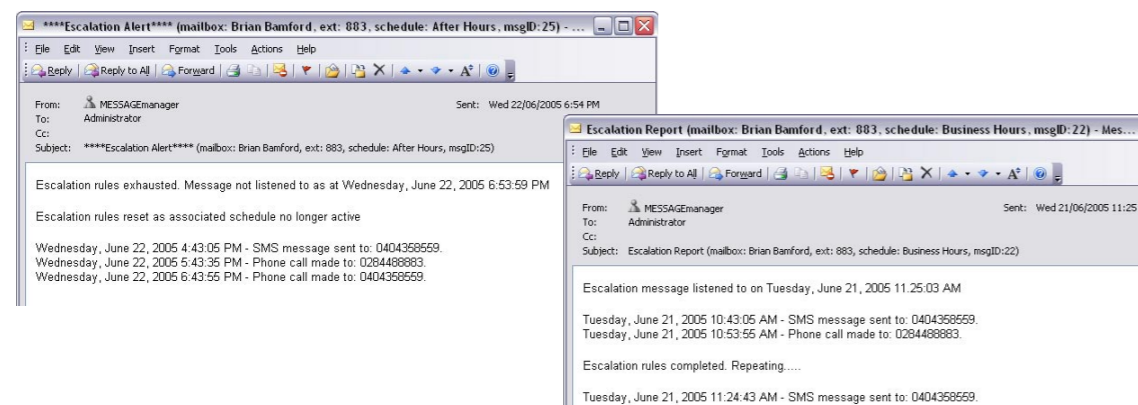 ****Escalation Alert**** (mailbox: Brian Bamford, ext: 883, schedule: After Hours, msgID:25) - ...
File Edit View Insert Format Tools Actions Help
Reply Reply to All Forward
From: MESSAGEmanager Sent: Wed 22/06/2005 6:54 PM
To: Administrator
Cc:
Subject: ****Escalation Alert**** (mailbox: Brian Bamford, ext: 883, schedule: After Hours, msgID:25)
Escalation rules exhausted. Message not listened to as at Wednesday, June 22, 2005 6:53:59 PM
Escalation rules reset as associated schedule no longer active
Wednesday, June 22, 2005 4:43:05 PM - SMS message sent to: 0404358559.
Wednesday, June 22, 2005 5:43:35 PM - Phone call made to: 0284488883.
Wednesday, June 22, 2005 6:43:55 PM - Phone call made to: 0404358559.
Escalation Report (mailbox: Brian Bamford, ext: 883, schedule: Business Hours, msgID:22) - Mes...
File Edit View Insert Format Tools Actions Help
Reply Reply to All Forward
From: MESSAGEmanager Sent: Wed 21/06/2005 11:25
To: Administrator
Cc:
Subject: Escalation Report (mailbox: Brian Bamford, ext: 883, schedule: Business Hours, msgID:22)
Escalation message listened to on Tuesday, June 21, 2005 11.25:03 AM
Tuesday, June 21, 2005 10:43:05 AM - SMS message sent to: 0404358559.
Tuesday, June 21, 2005 10:53:55 AM - Phone call made to: 0284488883.
Escalation rules completed. Repeating.....
Tuesday, June 21, 2005 11:24:43 AM - SMS message sent to: 0404358559.